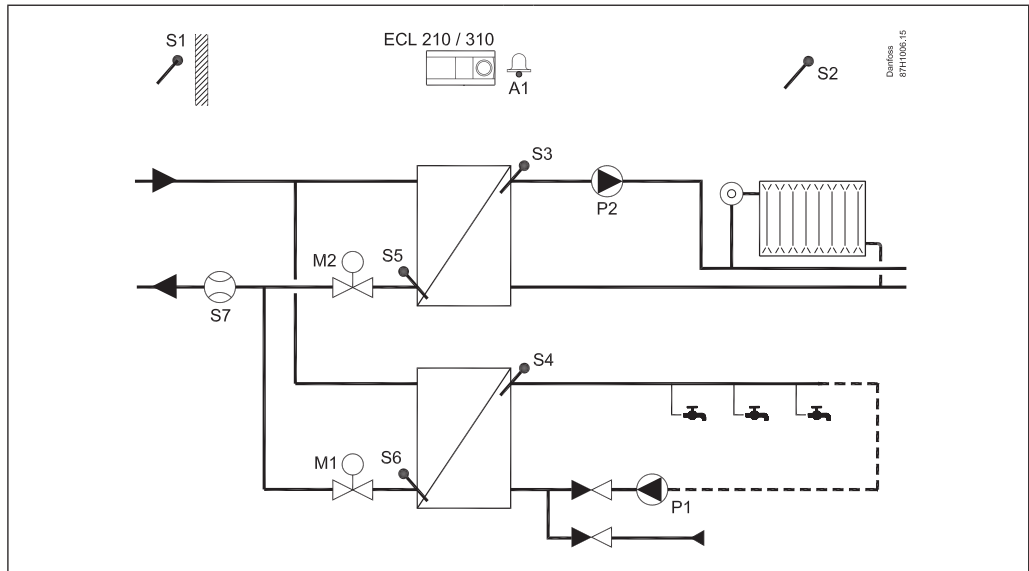 S1
ECL 210 / 310
A1
S2
Danfoss
87H1006.15
S3
P2
M2
S5
S7
S4
M1
S6
P1